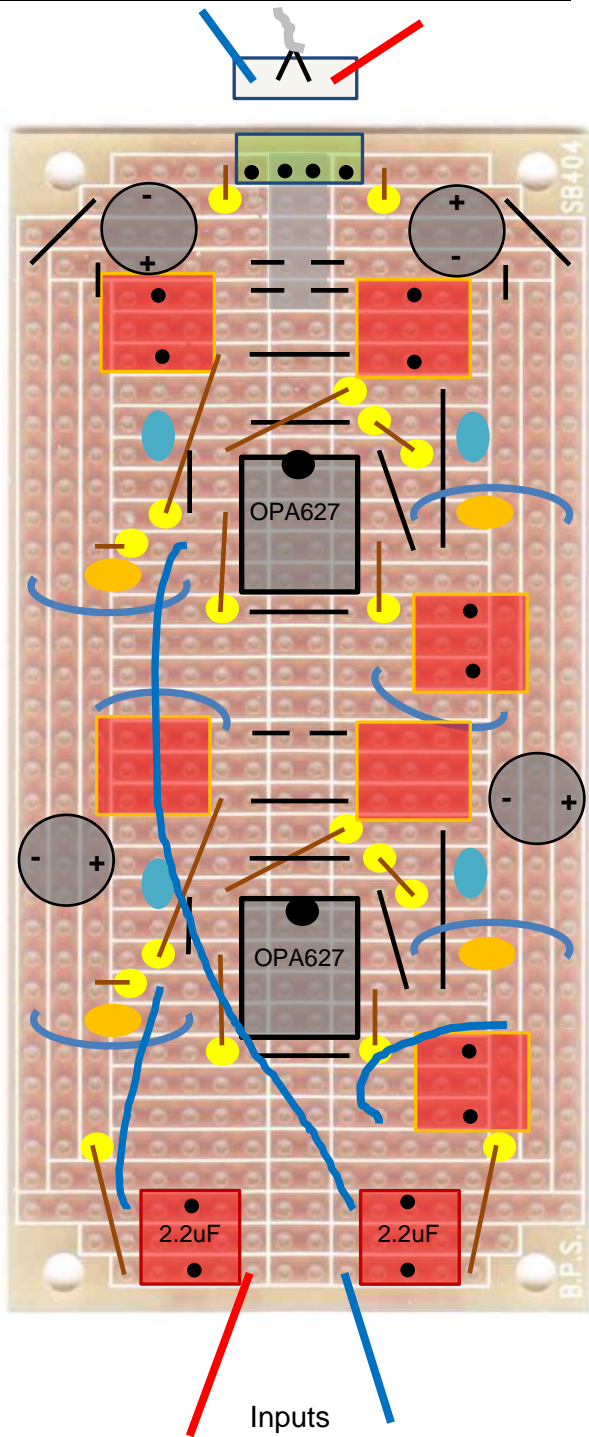 SB404
-
+
+
-
OPA627
-
+
-
+
OPA627
2.2uF
2.2uF
B.P.S.
Inputs